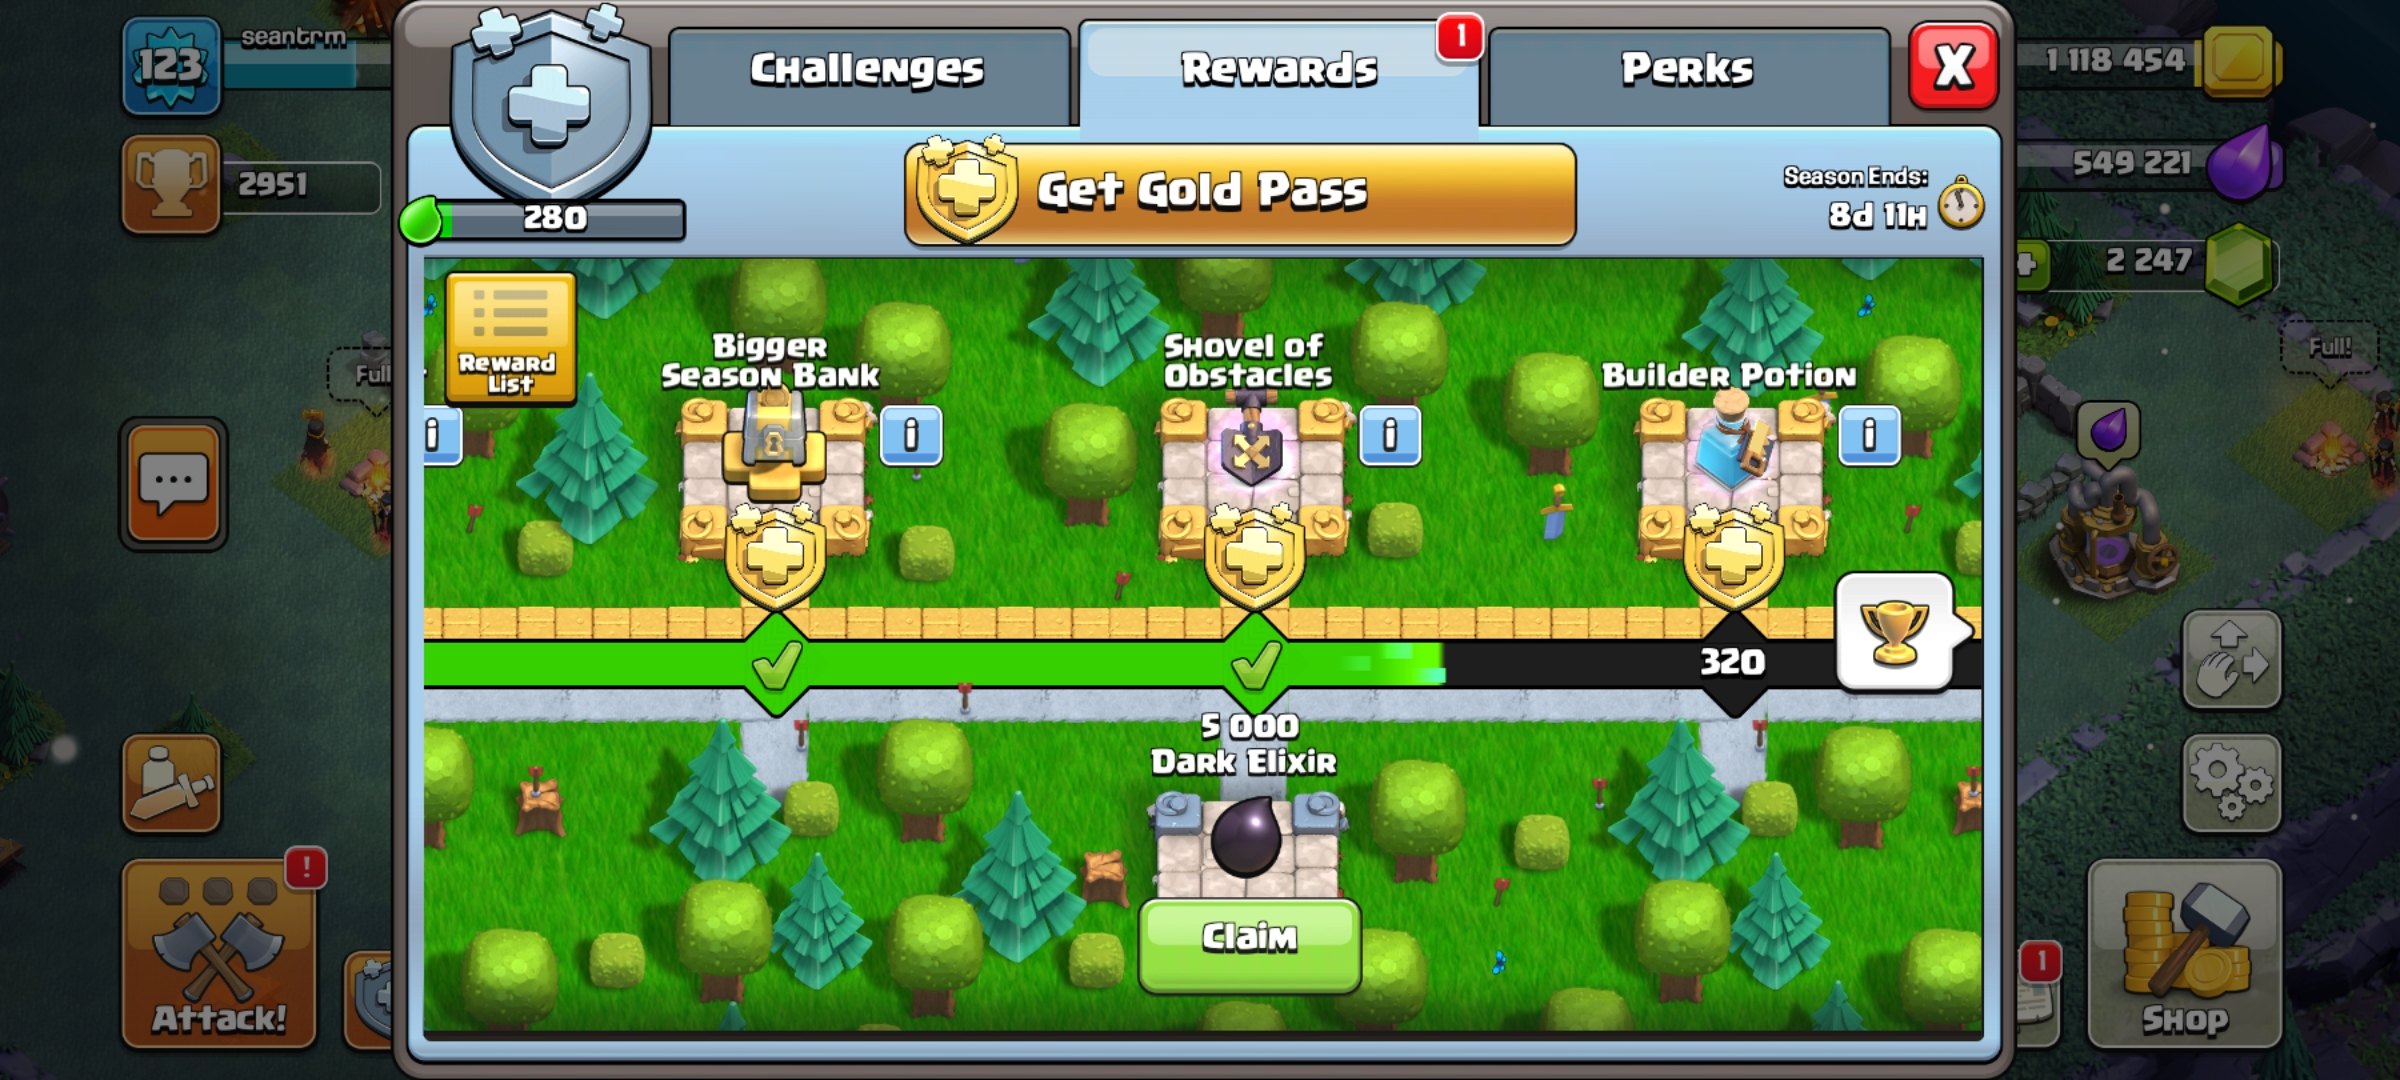 123
seantrm
2951
Challenges
Rewards
1
Perks
X
1 118 454
549 221
2 247
280
Get Gold Pass
Season Ends:
8d 11H
Reward
List
Bigger
Season Bank
Shovel of
Obstacles
Builder Potion
i
i
i
i
Full!
320
5 000
Dark Elixir
Claim
!
Attack!
1
Shop